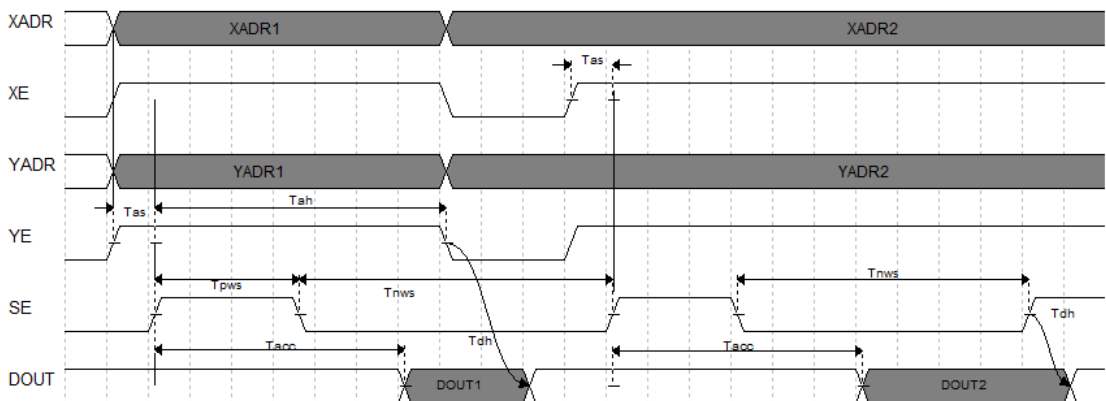 XADR XADR1 XADR2
Tas
XE
YADR YADR1 YADR2
Tas Tah
YE
Tpws Tnws Tnws
SE
Tacc Tdh Tacc Tdh
DOUT DOUT1 DOUT2